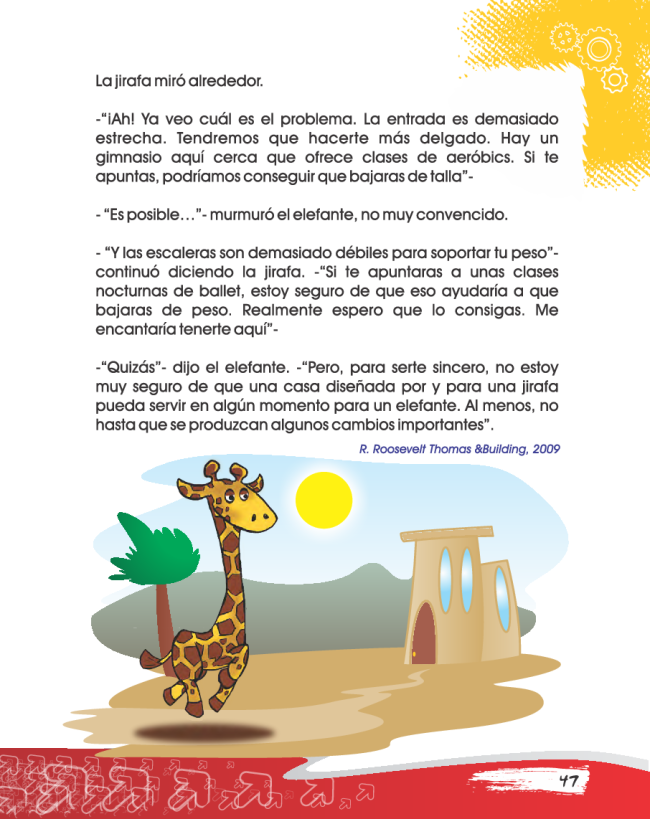 La jirafa miró alrededor.
-“¡Ah! Ya veo cuál es el problema. La entrada es demasiado
estrecha. Tendremos que hacerte más delgado. Hay un
gimnasio aquí cerca que ofrece clases de aeróbics. Si te
apuntas, podríamos conseguir que bajaras de talla”-
- “Es posible…”- murmuró el elefante, no muy convencido.
- “Y las escaleras son demasiado débiles para soportar tu peso”-
continuó diciendo la jirafa. -“Si te apuntaras a unas clases
nocturnas de ballet, estoy seguro de que eso ayudaría a que
bajaras de peso. Realmente espero que lo consigas. Me
encantaría tenerte aquí”-
-“Quizás”- dijo el elefante. -“Pero, para serte sincero, no estoy
muy seguro de que una casa diseñada por y para una jirafa
pueda servir en algún momento para un elefante. Al menos, no
hasta que se produzcan algunos cambios importantes”.
R. Roosevelt Thomas &Building, 2009
47